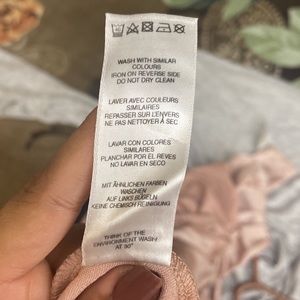 WASH WITH SIMILAR
COLOURS
IRON ON REVERSE SIDE
DO NOT DRY CLEAN
LAVER AVEC COULEURS
SIMILAIRES
REPASSER SUR L'ENVERS
NE PAS NETTOYER À SEC
LAVAR CON COLORES
SIMILARES
PLANCHAR POR EL REVES
NO LAVAR EN SECO
MIT ÄHNLICHEN FARBEN
WASCHEN
AUF LINKS BÜGELN
KEINE CHEMISCH REINIGUNG
THINK OF THE
ENVIRONMENT WASH
AT 30°